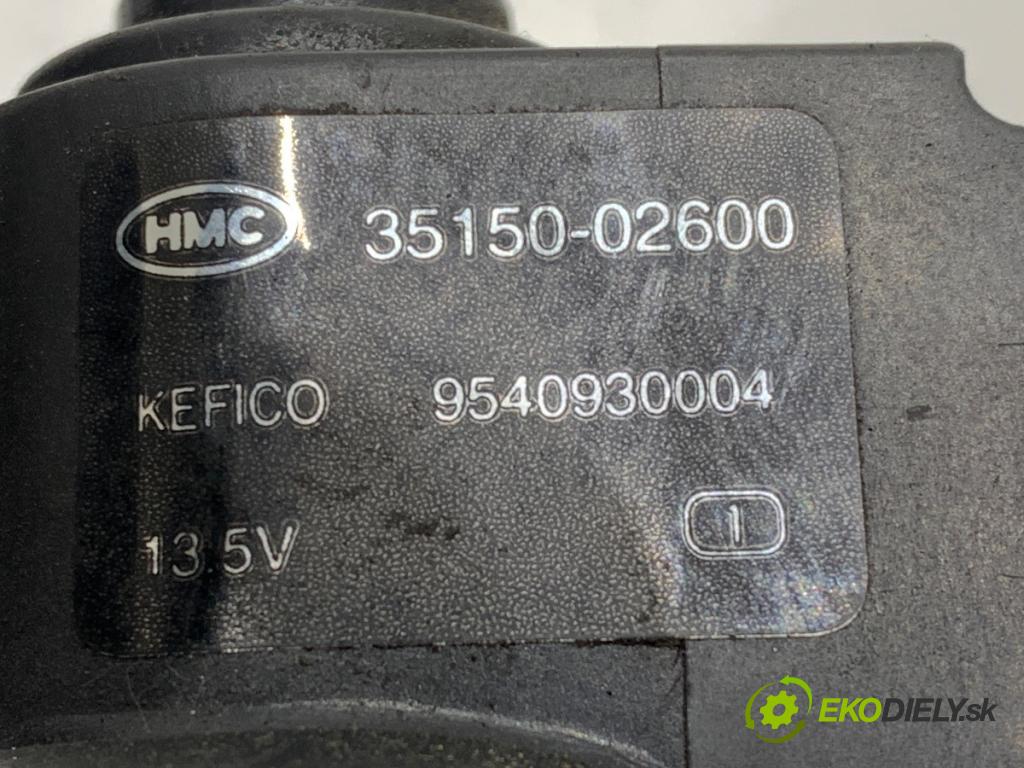 HMC 35150-02600
KEFICO 9540930004
13.5V 1
EKODIELY.sk